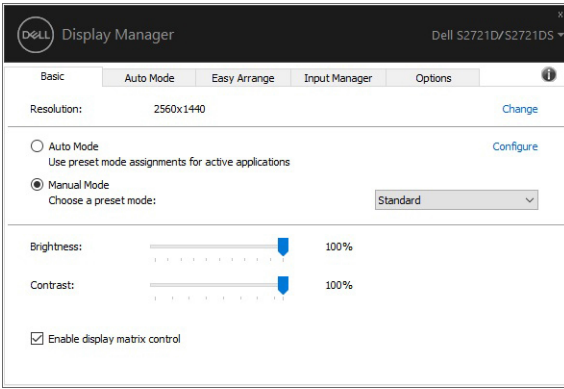 DELL Display Manager
x
Dell S2721D/S2721DS
Basic Auto Mode Easy Arrange Input Manager Options i
Resolution: 2560x1440 Change
Auto Mode Configure
Use preset mode assignments for active applications
Manual Mode
Choose a preset mode: Standard
Brightness: 100%
Contrast: 100%
Enable display matrix control